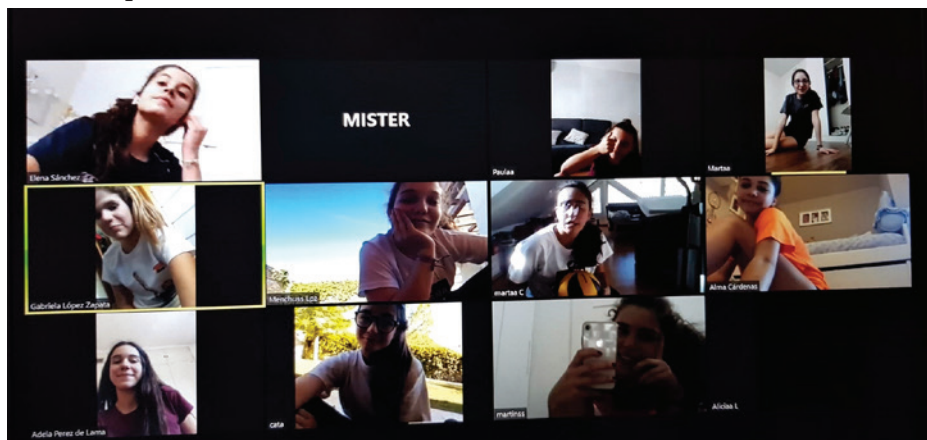 Elena Sánchez
MISTER
Paulaa
Martaa
Gabriela López Zapata
Menchuss Loz
martaa C
Alma Cárdenas
Adela Perez de Lama
cata
martinss
Aliciaa L